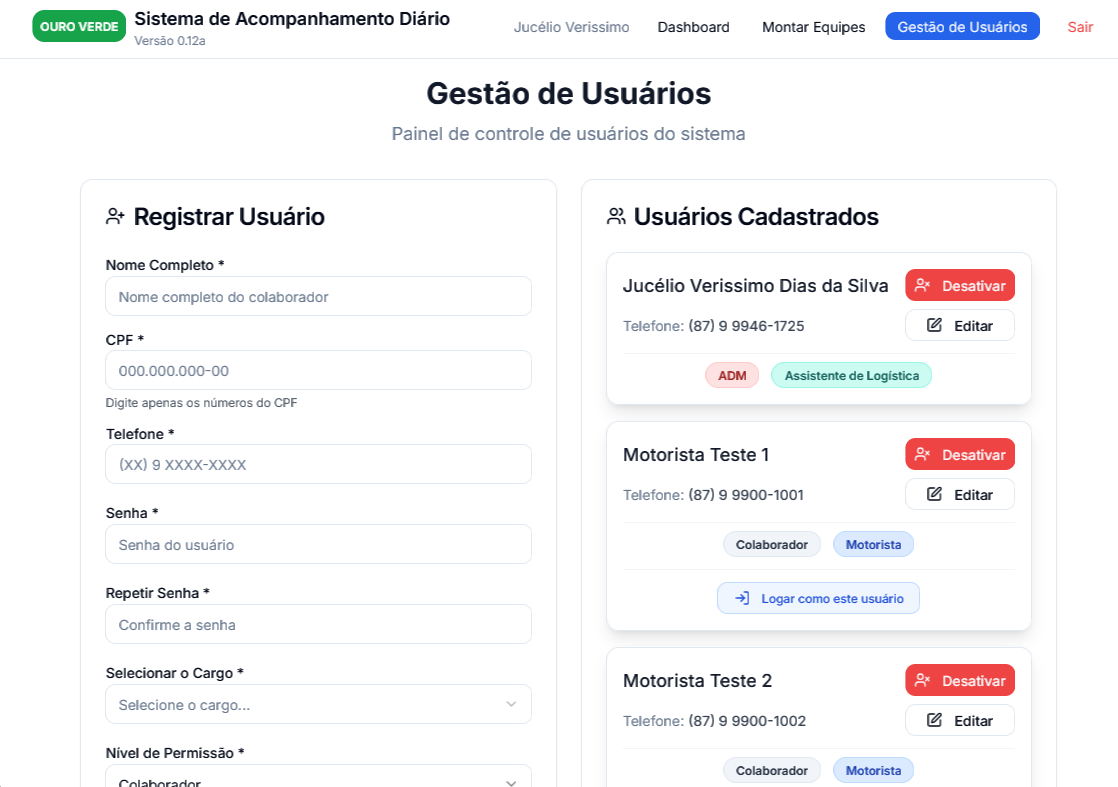 OURO VERDE
Sistema de Acompanhamento Diário
Versão 0.12a
Jucélio Verissimo
Dashboard
Montar Equipes
Gestão de Usuários
Sair
Gestão de Usuários
Painel de controle de usuários do sistema
Registrar Usuário
Nome Completo *
Nome completo do colaborador
CPF *
000.000.000-00
Digite apenas os números do CPF
Telefone *
(XX) 9 XXXX-XXXX
Senha *
Senha do usuário
Repetir Senha *
Confirme a senha
Selecionar o Cargo *
Selecione o cargo...
Nível de Permissão *
Colaborador
Usuários Cadastrados
Jucélio Verissimo Dias da Silva
Desativar
Telefone: (87) 9 9946-1725
Editar
ADM
Assistente de Logística
Motorista Teste 1
Desativar
Telefone: (87) 9 9900-1001
Editar
Colaborador
Motorista
Logar como este usuário
Motorista Teste 2
Desativar
Telefone: (87) 9 9900-1002
Editar
Colaborador
Motorista